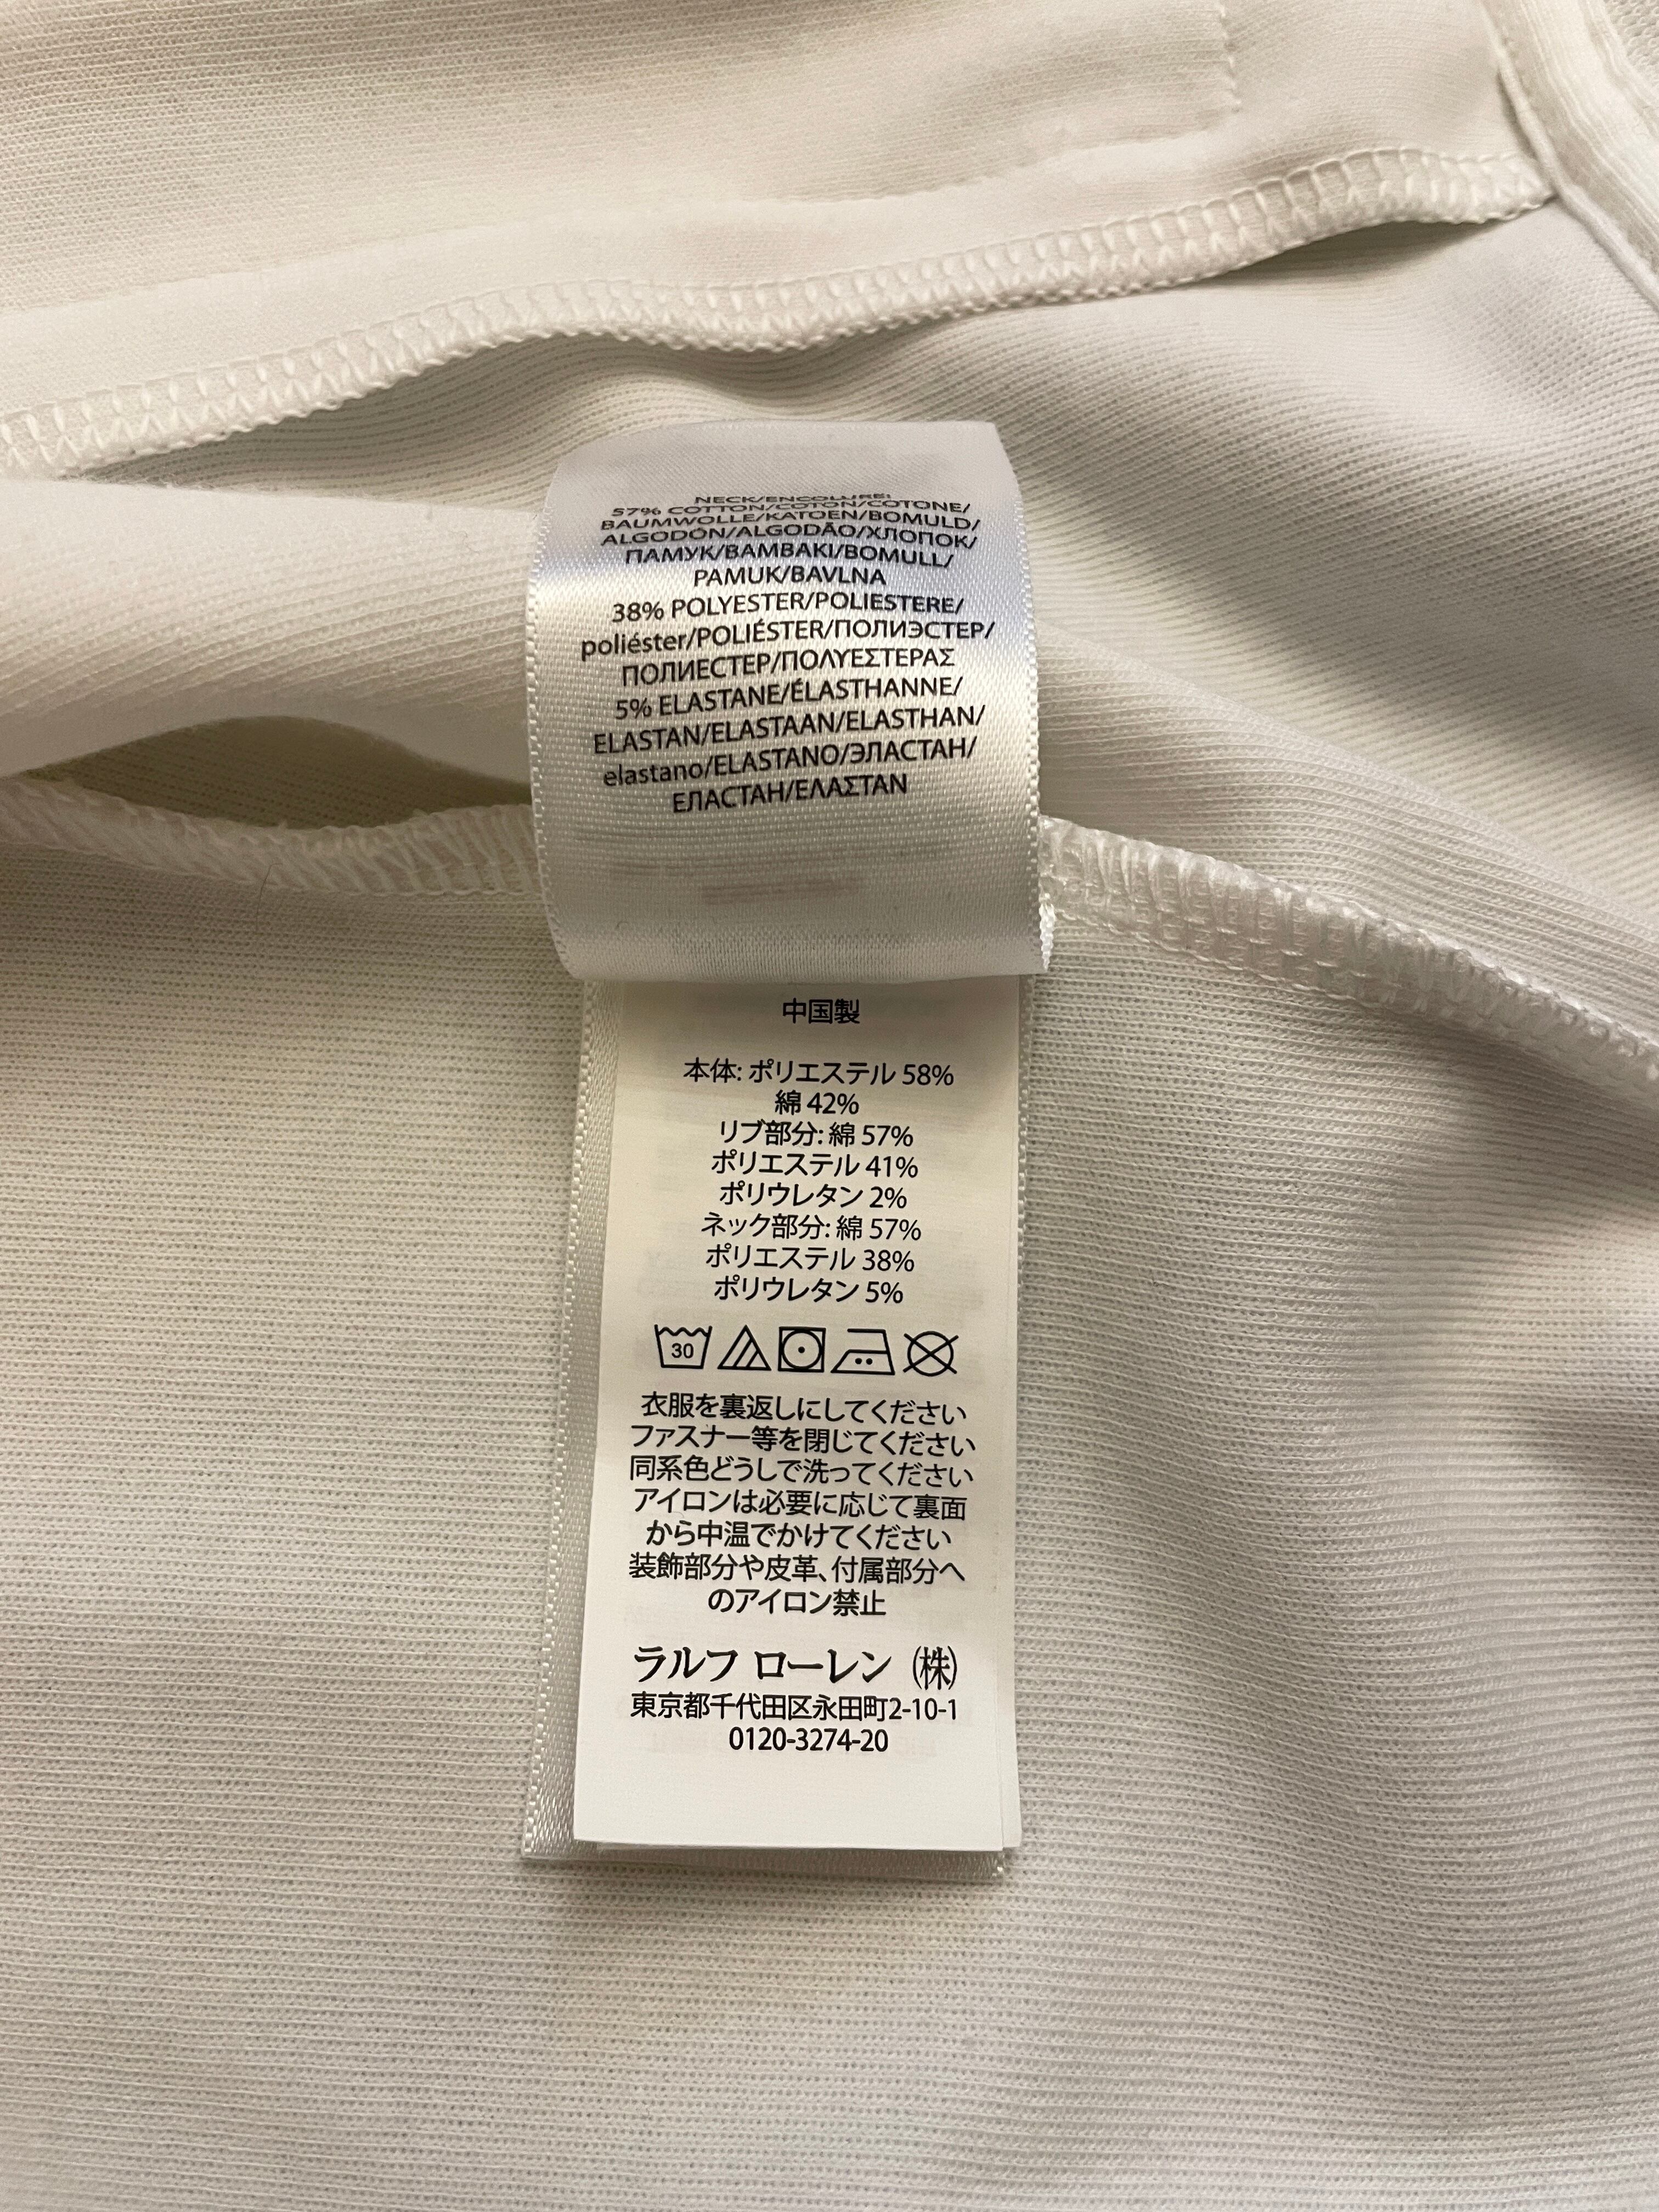 NECK/ENCOLURE:
57% COTTON/COTON/COTONE/
BAUMWOLLE/KATOEN/BOMULD/
ALGODÓN/ALGODÃO/ХЛОПОК/
ПАМУК/ΒΑΜΒΑΚΙ/BOMULL/
PAMUK/BAVLNA
38% POLYESTER/POLIESTERE/
poliéster/POLIÉSTER/ПОЛИЭСТЕР/
ПОЛИЕСТЕР/ΠΟΛΥΕΣΤΕΡΑΣ
5% ELASTANE/ÉLASTHANNE/
ELASTAN/ELASTAAN/ELASTHAN/
elastano/ELASTANO/ЭЛАСТАН/
ЕЛАСТАН/ΕΛΑΣΤΑΝ
中国製
本体: ポリエステル 58%
綿 42%
リブ部分: 綿 57%
ポリエステル 41%
ポリウレタン 2%
ネック部分: 綿 57%
ポリエステル 38%
ポリウレタン 5%
30
衣服を裏返しにしてください
ファスナー等を閉じてください
同系色どうしで洗ってください
アイロンは必要に応じて裏面
から中温でかけてください
装飾部分や皮革、付属部分へ
のアイロン禁止
ラルフ ローレン ㈱
東京都千代田区永田町2-10-1
0120-3274-20